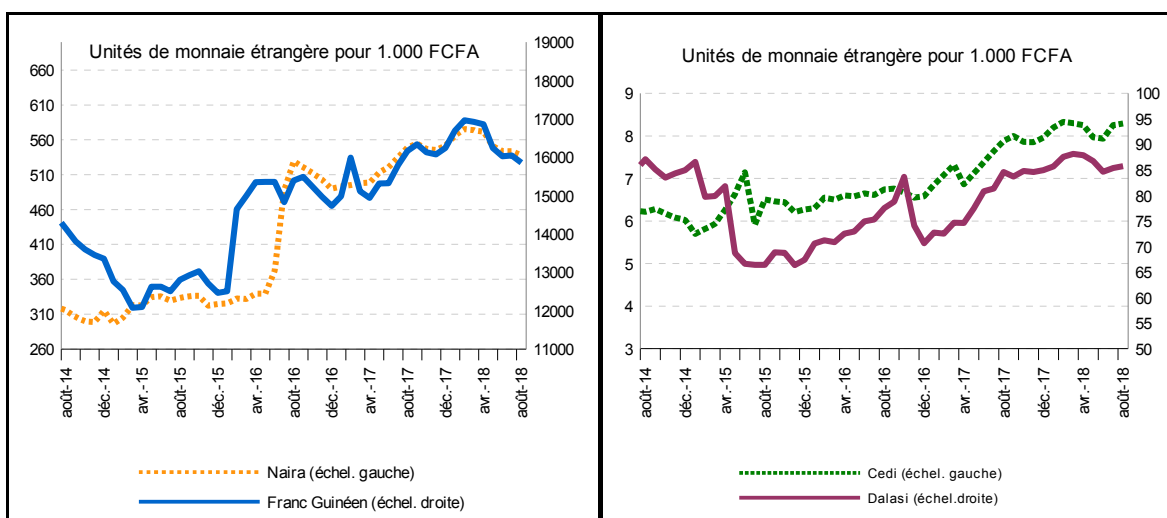 Unités de monnaie étrangère pour 1.000 FCFA
660
610
560
510
460
410
360
310
260
19000
18000
17000
16000
15000
14000
13000
12000
11000
août-14
déc.-14
avr.-15
août-15
déc.-15
avr.-16
août-16
déc.-16
avr.-17
août-17
déc.-17
avr.-18
août-18
Naira (échel. gauche)
Franc Guinéen (échel. droite)
Unités de monnaie étrangère pour 1.000 FCFA
9
8
7
6
5
4
3
100
95
90
85
80
75
70
65
60
55
50
août-14
déc.-14
avr.-15
août-15
déc.-15
avr.-16
août-16
déc.-16
avr.-17
août-17
déc.-17
avr.-18
août-18
Cedi (échel. gauche)
Dalasi (échel.droite)